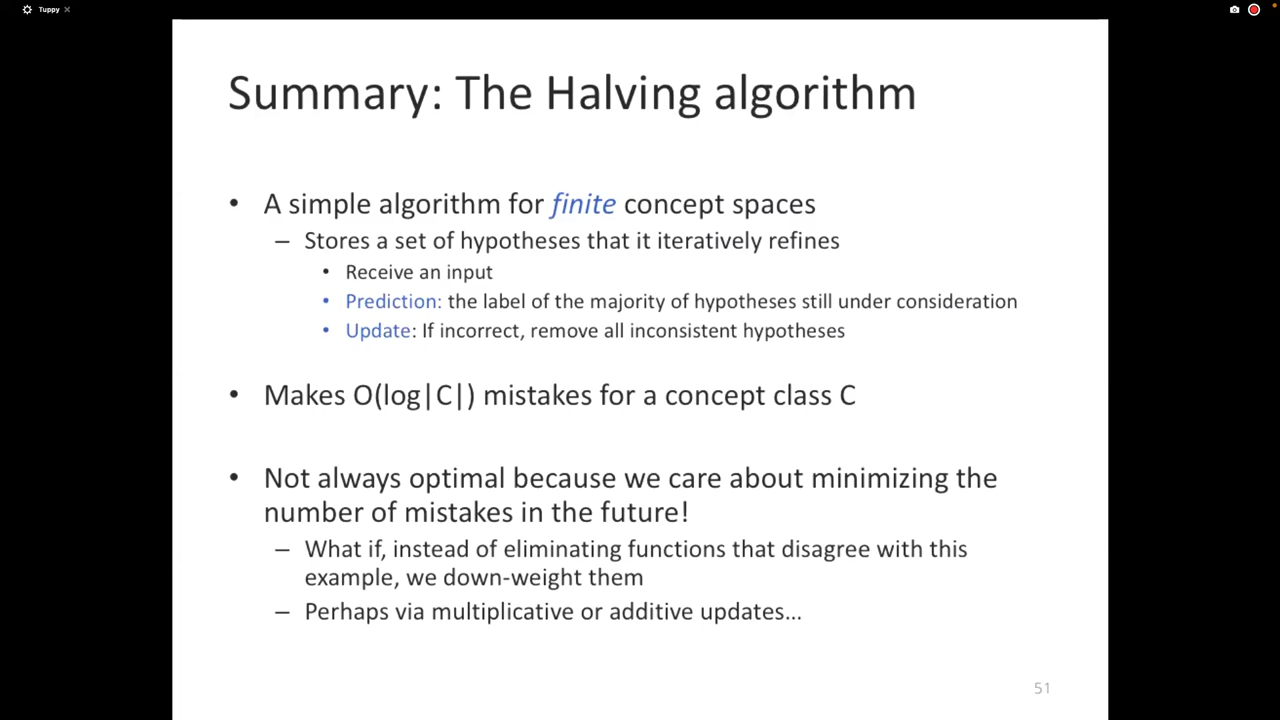 Tuppy
Summary: The Halving algorithm
• A simple algorithm for finite concept spaces
– Stores a set of hypotheses that it iteratively refines
• Receive an input
• Prediction: the label of the majority of hypotheses still under consideration
• Update: If incorrect, remove all inconsistent hypotheses
• Makes O(log|C|) mistakes for a concept class C
• Not always optimal because we care about minimizing the
number of mistakes in the future!
– What if, instead of eliminating functions that disagree with this
example, we down-weight them
– Perhaps via multiplicative or additive updates…
51